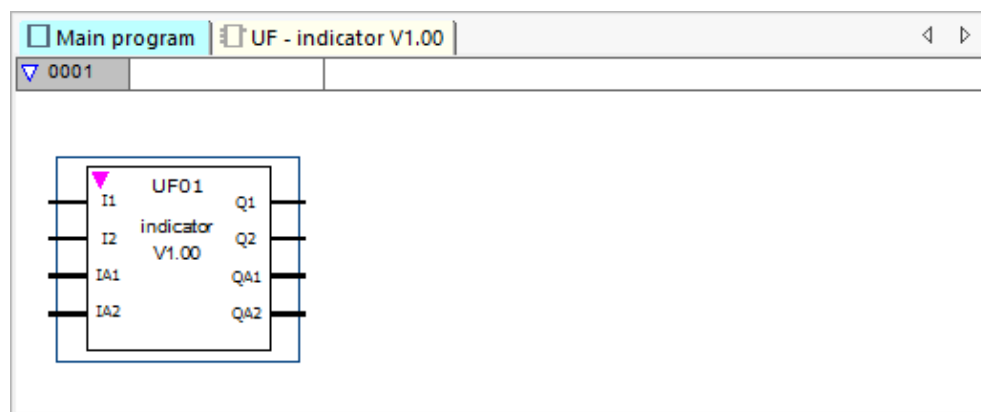 Main program UF - indicator V1.00
0001
UF01
I1 Q1
indicator
I2 Q2
V1.00
IA1 QA1
IA2 QA2